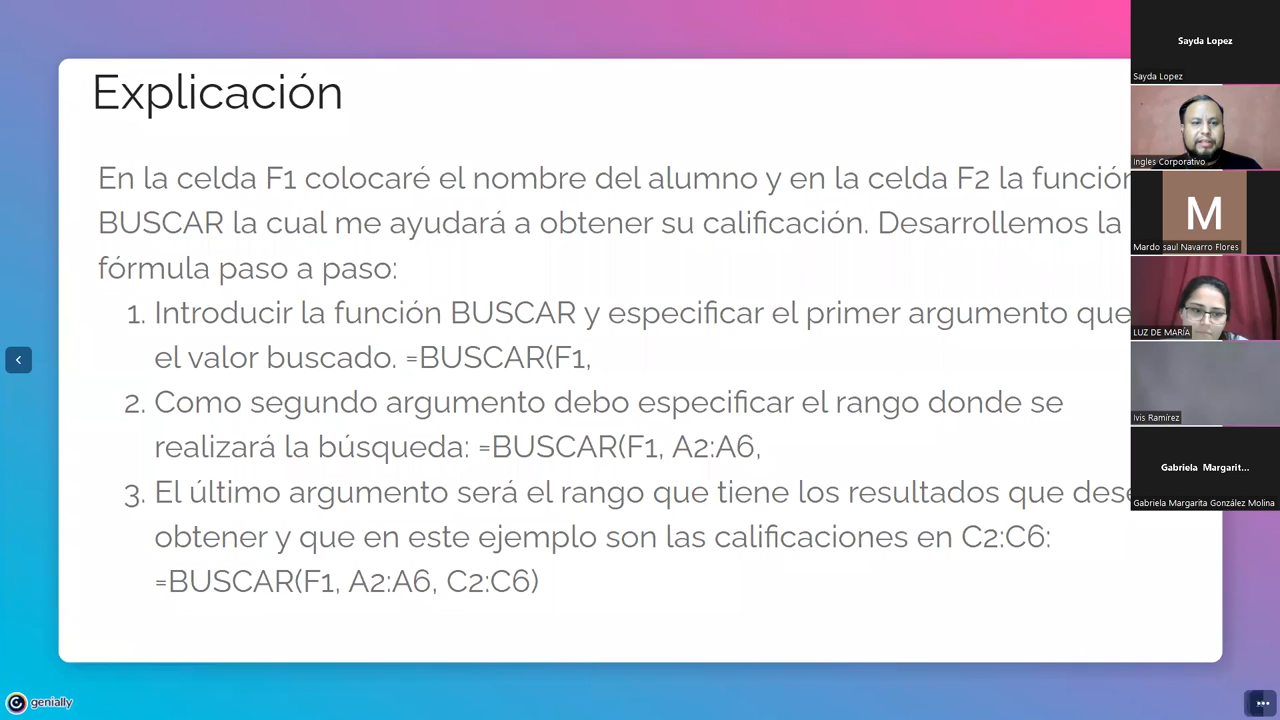 Explicación
En la celda F1 colocaré el nombre del alumno y en la celda F2 la función
BUSCAR la cual me ayudará a obtener su calificación. Desarrollemos la
fórmula paso a paso:
1. Introducir la función BUSCAR y especificar el primer argumento que
el valor buscado. =BUSCAR(F1,
2. Como segundo argumento debo especificar el rango donde se
realizará la búsqueda: =BUSCAR(F1, A2:A6,
3. El último argumento será el rango que tiene los resultados que dese
obtener y que en este ejemplo son las calificaciones en C2:C6:
=BUSCAR(F1, A2:A6, C2:C6)
genially
Sayda Lopez
Sayda Lopez
Ingles Corporativo
M
Mardo saul Navarro Flores
LUZ DE MARÍA
Ivis Ramírez
Gabriela Margarit...
Gabriela Margarita González Molina